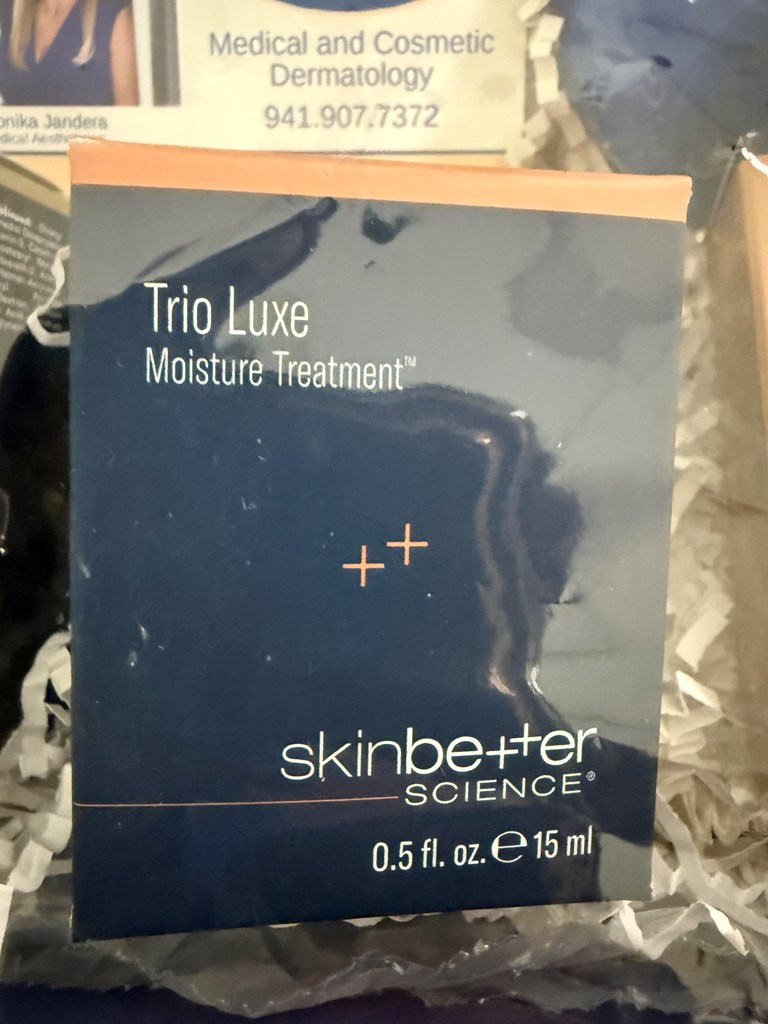 Medical and Cosmetic
Dermatology
941.907.7372
Jandera
Trio Luxe
Moisture Treatment™
skinbetter
SCIENCE®
0.5 fl. oz. ℮ 15 ml